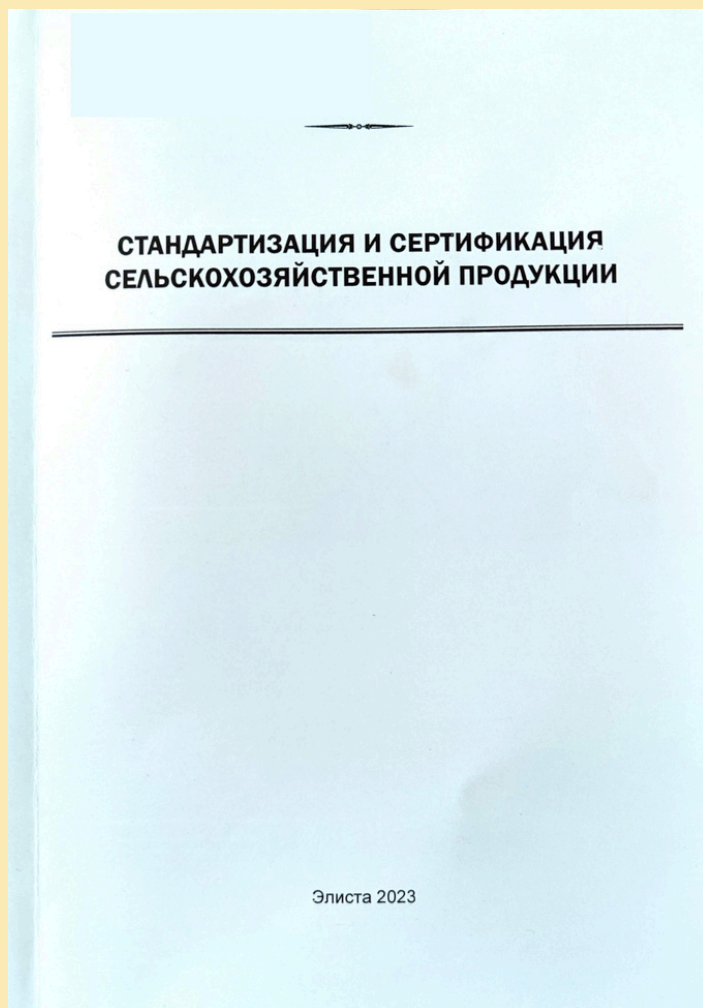 СТАНДАРТИЗАЦИЯ И СЕРТИФИКАЦИЯ
СЕЛЬСКОХОЗЯЙСТВЕННОЙ ПРОДУКЦИИ
Элиста 2023